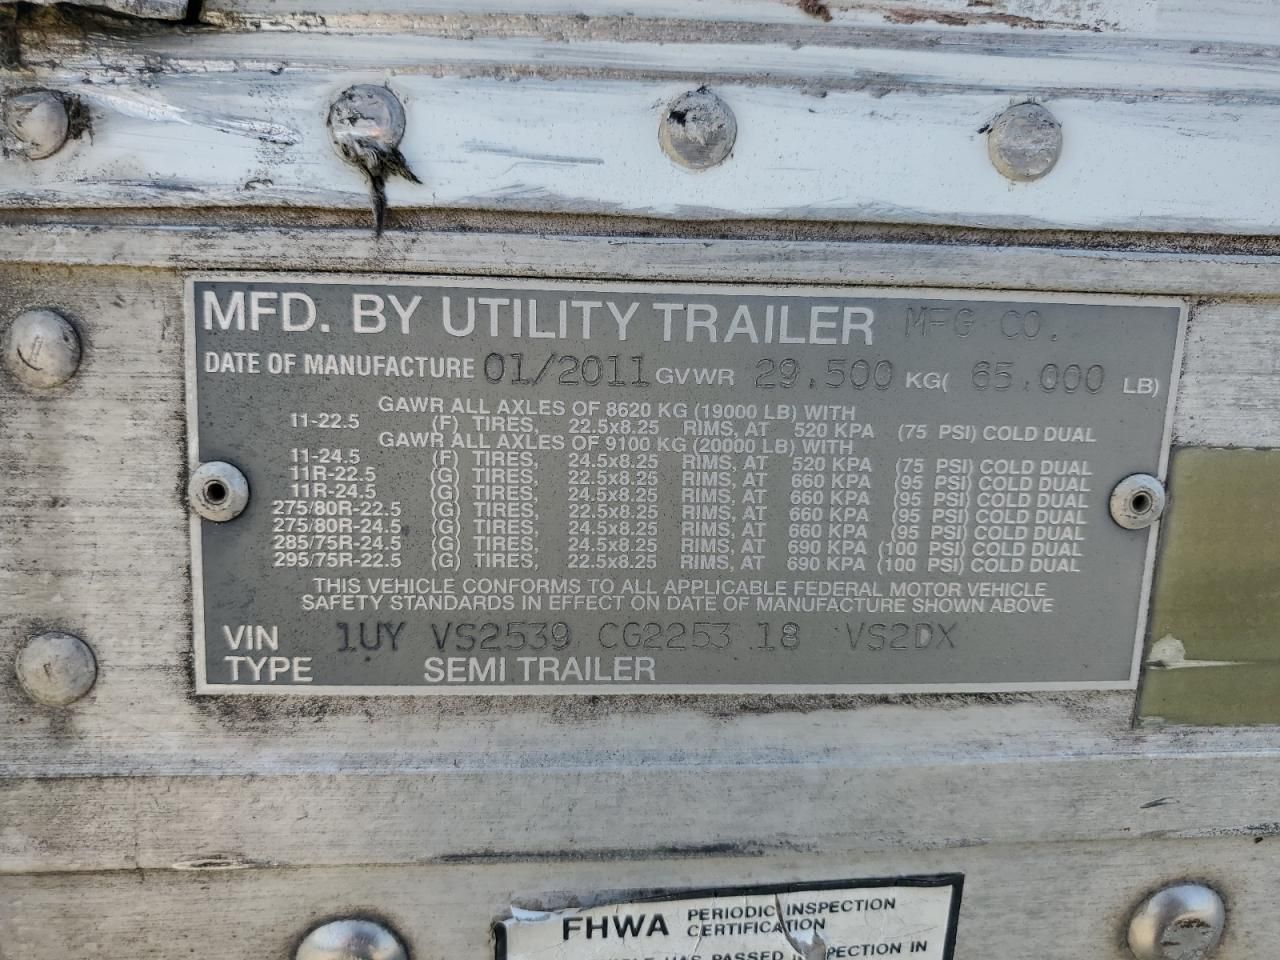 MFD. BY UTILITY TRAILER MFG CO.
DATE OF MANUFACTURE 01/2011 GVWR 29.500 KG( 65.000 LB)
GAWR ALL AXLES OF 8620 KG (19000 LB) WITH
11-22.5 (F) TIRES, 22.5x8.25 RIMS, AT 520 KPA (75 PSI) COLD DUAL
GAWR ALL AXLES OF 9100 KG (20000 LB) WITH
11-24.5 (F) TIRES, 24.5x8.25 RIMS, AT 520 KPA (75 PSI) COLD DUAL
11R-22.5 (G) TIRES, 22.5x8.25 RIMS, AT 660 KPA (95 PSI) COLD DUAL
11R-24.5 (G) TIRES, 24.5x8.25 RIMS, AT 660 KPA (95 PSI) COLD DUAL
275/80R-22.5 (G) TIRES, 22.5x8.25 RIMS, AT 660 KPA (95 PSI) COLD DUAL
275/80R-24.5 (G) TIRES, 24.5x8.25 RIMS, AT 660 KPA (95 PSI) COLD DUAL
285/75R-24.5 (G) TIRES, 24.5x8.25 RIMS, AT 690 KPA (100 PSI) COLD DUAL
295/75R-22.5 (G) TIRES, 22.5x8.25 RIMS, AT 690 KPA (100 PSI) COLD DUAL
THIS VEHICLE CONFORMS TO ALL APPLICABLE FEDERAL MOTOR VEHICLE
SAFETY STANDARDS IN EFFECT ON DATE OF MANUFACTURE SHOWN ABOVE
VIN 1UY VS2539 CG2253 18 VS2DX
TYPE SEMI TRAILER
FHWA PERIODIC INSPECTION
CERTIFICATION
HAS PASSED INSPECTION IN